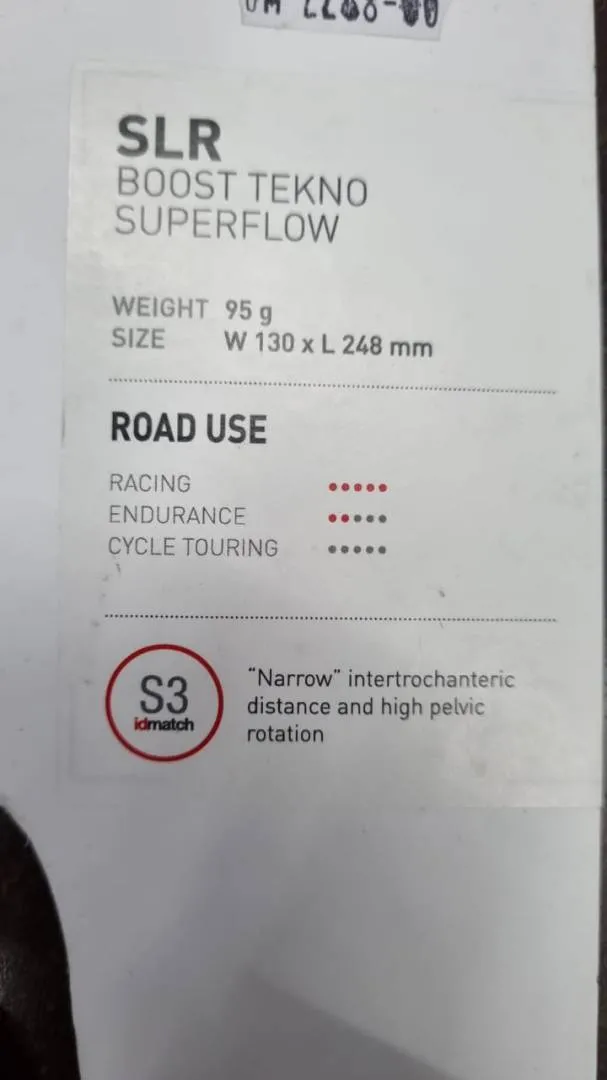 SLR
BOOST TEKNO
SUPERFLOW
WEIGHT 95 g
SIZE W 130 x L 248 mm
ROAD USE
RACING
ENDURANCE
CYCLE TOURING
S3
idmatch
"Narrow" intertrochanteric
distance and high pelvic
rotation